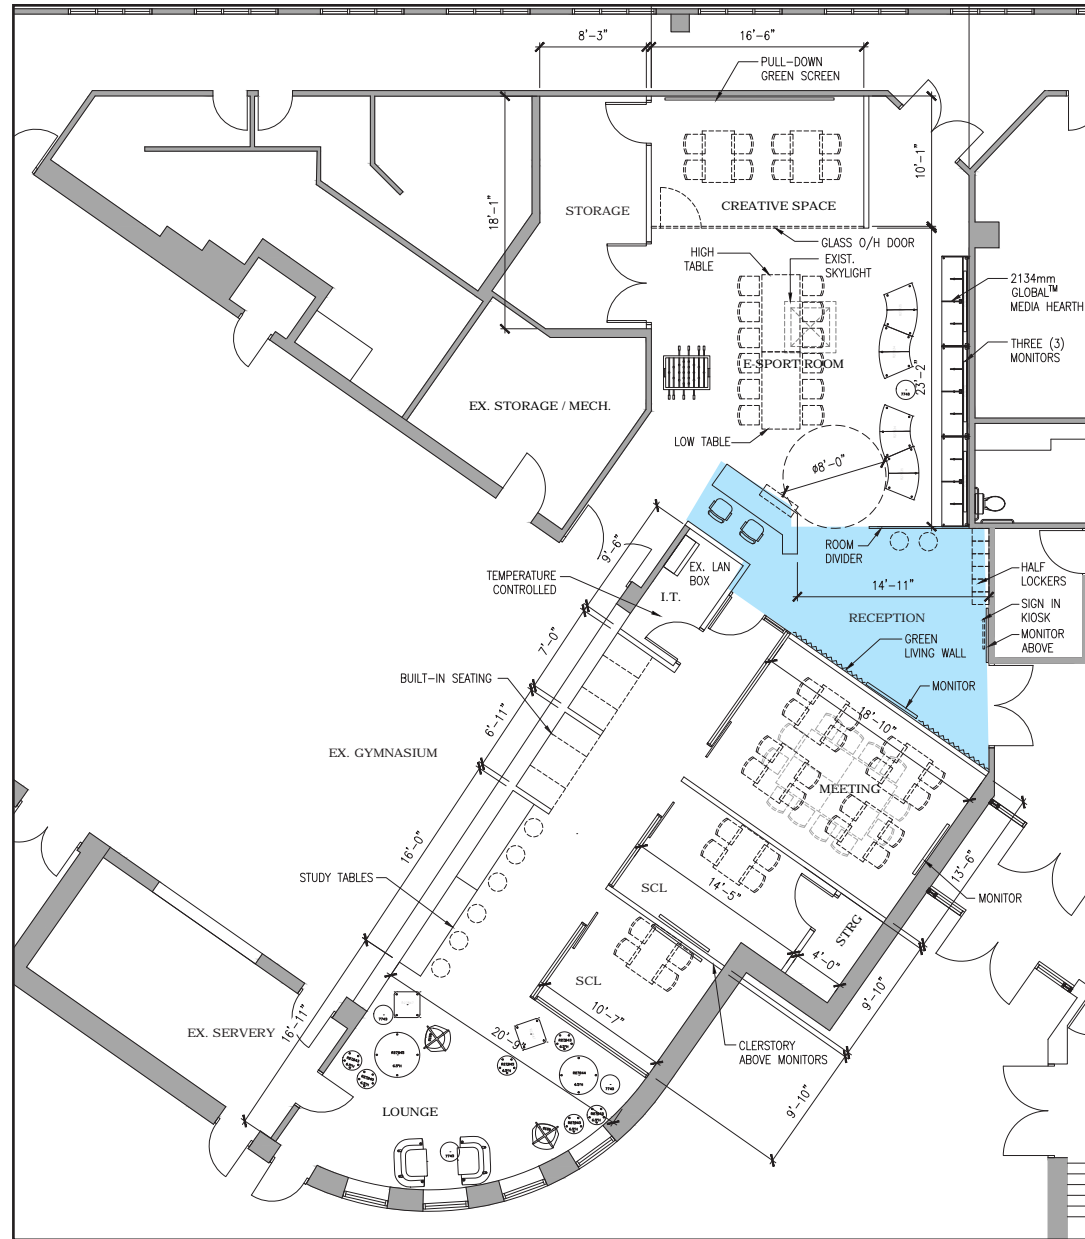 8'-3"
16'-6"
PULL-DOWN
GREEN SCREEN
10'-1"
18'-1"
STORAGE
CREATIVE SPACE
GLASS O/H DOOR
HIGH
TABLE
EXIST.
SKYLIGHT
2134mm
GLOBAL™
MEDIA HEARTH
THREE (3)
MONITORS
E-SPORT ROOM
23'-2"
7743
EX. STORAGE / MECH.
LOW TABLE
ø8'-0"
9'-6"
ROOM
DIVIDER
TEMPERATURE
CONTROLLED
EX. LAN
BOX
I.T.
14'-11"
HALF
LOCKERS
SIGN IN
KIOSK
MONITOR
ABOVE
RECEPTION
GREEN
LIVING WALL
7'-0"
BUILT-IN SEATING
MONITOR
6'-11"
18'-10"
EX. GYMNASIUM
MEETING
16'-0"
13'-6"
STUDY TABLES
SCL
14'-5"
MONITOR
STRG
4'-0"
SCL
9'-10"
10'-7"
EX. SERVERY
16'-11"
20'-9"
CLERSTORY
ABOVE MONITORS
7743
7743
9'-10"
LOUNGE
7743